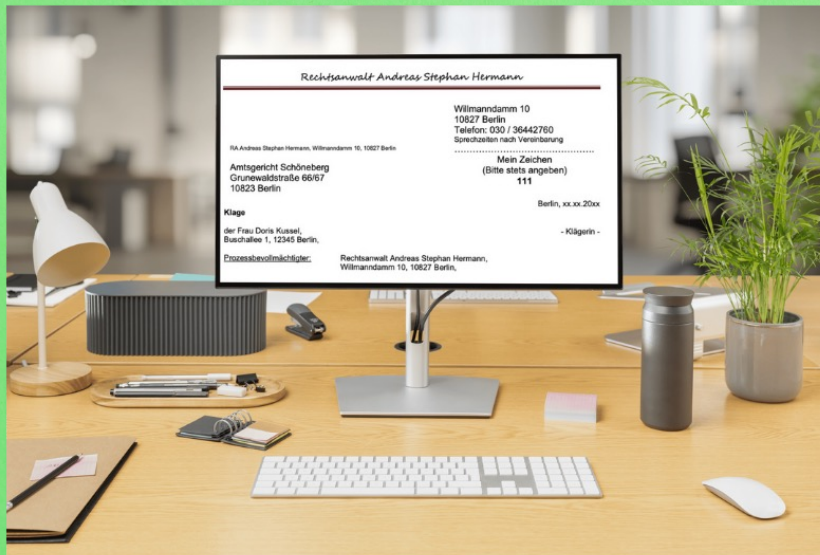 Rechtsanwalt Andreas Stephan Hermann
Willmanndamm 10
10827 Berlin
Telefon: 030 / 36442760
Sprechzeiten nach Vereinbarung
RA Andreas Stephan Hermann, Willmanndamm 10, 10827 Berlin
Mein Zeichen
(Bitte stets angeben)
111
Amtsgericht Schöneberg
Grunewaldstraße 66/67
10823 Berlin
Berlin, xx.xx.20xx
Klage
der Frau Doris Kussel,
Buschallee 1, 12345 Berlin,
- Klägerin -
Prozessbevollmächtigter: Rechtsanwalt Andreas Stephan Hermann,
Willmanndamm 10, 10827 Berlin,